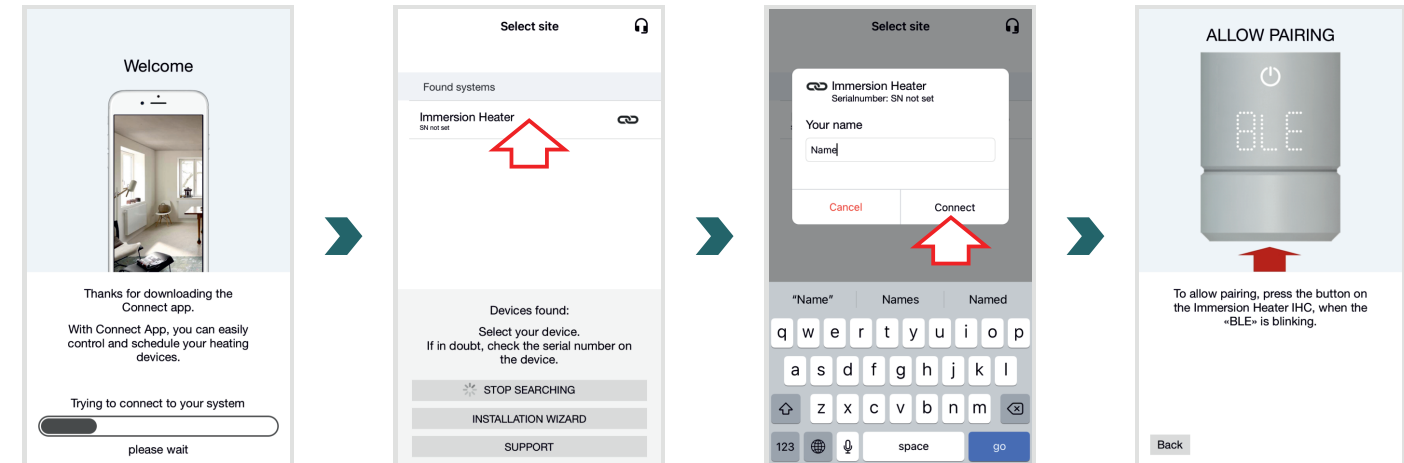 Welcome
Thanks for downloading the
Connect app.
With Connect App, you can easily
control and schedule your heating
devices.
Trying to connect to your system
please wait
Select site
Found systems
Immersion Heater
SN not set
Devices found:
Select your device.
If in doubt, check the serial number on
the device.
STOP SEARCHING
INSTALLATION WIZARD
SUPPORT
Select site
Immersion Heater
Serialnumber: SN not set
Your name
Name
Cancel Connect
“Name” Names Named
q w e r t y u i o p
a s d f g h j k l
z x c v b n m
123 space go
ALLOW PAIRING
BLE
To allow pairing, press the button on
the Immersion Heater IHC, when the
«BLE» is blinking.
Back